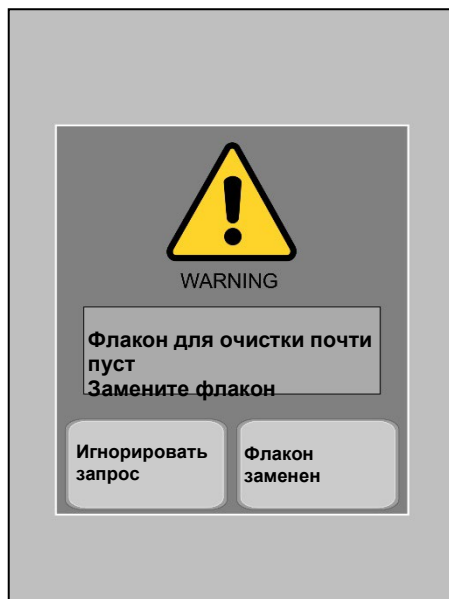 WARNING
Флакон для очистки почти
пуст
Замените флакон
Игнорировать
запрос
Флакон
заменен